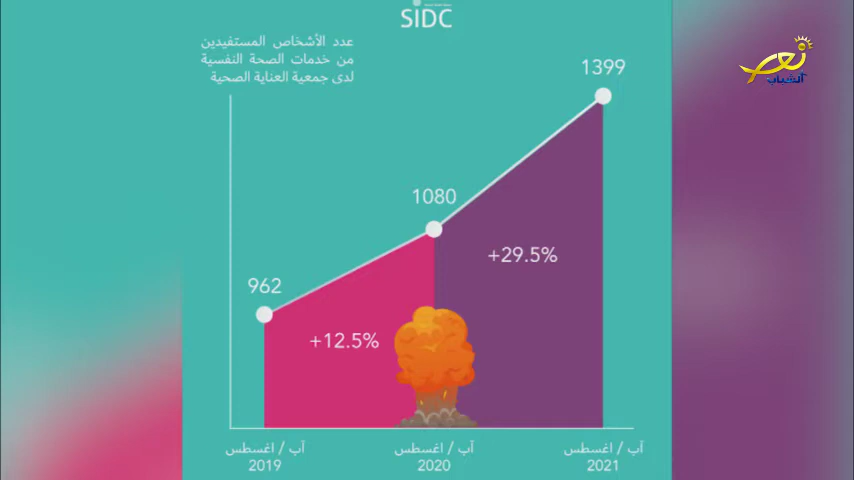 SIDC
عدد الأشخاص المستفيدين
من خدمات الصحة النفسية
لدى جمعية العناية الصحية
نعم
الشباب
1399
1080
962
+29.5%
+12.5%
آب / اغسطس
2019
آب / اغسطس
2020
آب / اغسطس
2021